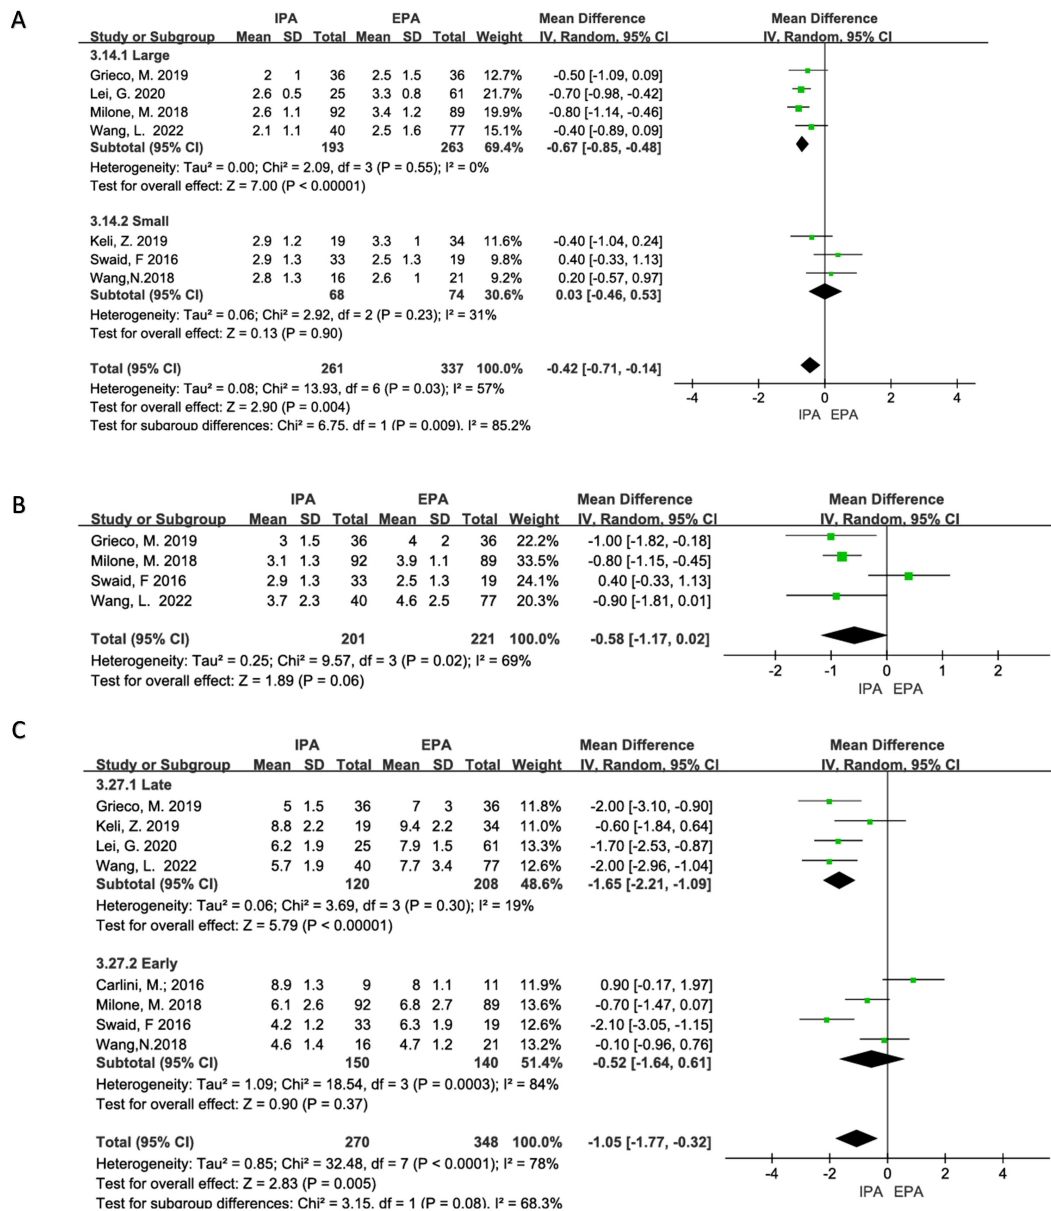 A
IPA EPA Mean Difference Mean Difference
Study or Subgroup Mean SD Total Mean SD Total Weight IV, Random, 95% CI IV, Random, 95% CI
3.14.1 Large
Grieco, M. 2019 2 1 36 2.5 1.5 36 12.7% -0.50 [-1.09, 0.09]
Lei, G. 2020 2.6 0.5 25 3.3 0.8 61 21.7% -0.70 [-0.98, -0.42]
Milone, M. 2018 2.6 1.1 92 3.4 1.2 89 19.9% -0.80 [-1.14, -0.46]
Wang, L. 2022 2.1 1.1 40 2.5 1.6 77 15.1% -0.40 [-0.89, 0.09]
Subtotal (95% CI) 193 263 69.4% -0.67 [-0.85, -0.48]
Heterogeneity: Tau² = 0.00; Chi² = 2.09, df = 3 (P = 0.55); I² = 0%
Test for overall effect: Z = 7.00 (P < 0.00001)
3.14.2 Small
Keli, Z. 2019 2.9 1.2 19 3.3 1 34 11.6% -0.40 [-1.04, 0.24]
Swaid, F 2016 2.9 1.3 33 2.5 1.3 19 9.8% 0.40 [-0.33, 1.13]
Wang,N.2018 2.8 1.3 16 2.6 1 21 9.2% 0.20 [-0.57, 0.97]
Subtotal (95% CI) 68 74 30.6% 0.03 [-0.46, 0.53]
Heterogeneity: Tau² = 0.06; Chi² = 2.92, df = 2 (P = 0.23); I² = 31%
Test for overall effect: Z = 0.13 (P = 0.90)
Total (95% CI) 261 337 100.0% -0.42 [-0.71, -0.14]
Heterogeneity: Tau² = 0.08; Chi² = 13.93, df = 6 (P = 0.03); I² = 57%
Test for overall effect: Z = 2.90 (P = 0.004)
Test for subgroup differences: Chi² = 6.75, df = 1 (P = 0.009), I² = 85.2%
-4 -2 0 2 4
IPA EPA
B
IPA EPA Mean Difference Mean Difference
Study or Subgroup Mean SD Total Mean SD Total Weight IV, Random, 95% CI IV, Random, 95% CI
Grieco, M. 2019 3 1.5 36 4 2 36 22.2% -1.00 [-1.82, -0.18]
Milone, M. 2018 3.1 1.3 92 3.9 1.1 89 33.5% -0.80 [-1.15, -0.45]
Swaid, F 2016 2.9 1.3 33 2.5 1.3 19 24.1% 0.40 [-0.33, 1.13]
Wang, L. 2022 3.7 2.3 40 4.6 2.5 77 20.3% -0.90 [-1.81, 0.01]
Total (95% CI) 201 221 100.0% -0.58 [-1.17, 0.02]
Heterogeneity: Tau² = 0.25; Chi² = 9.57, df = 3 (P = 0.02); I² = 69%
Test for overall effect: Z = 1.89 (P = 0.06)
-2 -1 0 1 2
IPA EPA
C
IPA EPA Mean Difference Mean Difference
Study or Subgroup Mean SD Total Mean SD Total Weight IV, Random, 95% CI IV, Random, 95% CI
3.27.1 Late
Grieco, M. 2019 5 1.5 36 7 3 36 11.8% -2.00 [-3.10, -0.90]
Keli, Z. 2019 8.8 2.2 19 9.4 2.2 34 11.0% -0.60 [-1.84, 0.64]
Lei, G. 2020 6.2 1.9 25 7.9 1.5 61 13.3% -1.70 [-2.53, -0.87]
Wang, L. 2022 5.7 1.9 40 7.7 3.4 77 12.6% -2.00 [-2.96, -1.04]
Subtotal (95% CI) 120 208 48.6% -1.65 [-2.21, -1.09]
Heterogeneity: Tau² = 0.06; Chi² = 3.69, df = 3 (P = 0.30); I² = 19%
Test for overall effect: Z = 5.79 (P < 0.00001)
3.27.2 Early
Carlini, M.; 2016 8.9 1.3 9 8 1.1 11 11.9% 0.90 [-0.17, 1.97]
Milone, M. 2018 6.1 2.6 92 6.8 2.7 89 13.6% -0.70 [-1.47, 0.07]
Swaid, F 2016 4.2 1.2 33 6.3 1.9 19 12.6% -2.10 [-3.05, -1.15]
Wang,N.2018 4.6 1.4 16 4.7 1.2 21 13.2% -0.10 [-0.96, 0.76]
Subtotal (95% CI) 150 140 51.4% -0.52 [-1.64, 0.61]
Heterogeneity: Tau² = 1.09; Chi² = 18.54, df = 3 (P = 0.0003); I² = 84%
Test for overall effect: Z = 0.90 (P = 0.37)
Total (95% CI) 270 348 100.0% -1.05 [-1.77, -0.32]
Heterogeneity: Tau² = 0.85; Chi² = 32.48, df = 7 (P < 0.0001); I² = 78%
Test for overall effect: Z = 2.83 (P = 0.005)
Test for subgroup differences: Chi² = 3.15, df = 1 (P = 0.08), I² = 68.3%
-4 -2 0 2 4
IPA EPA